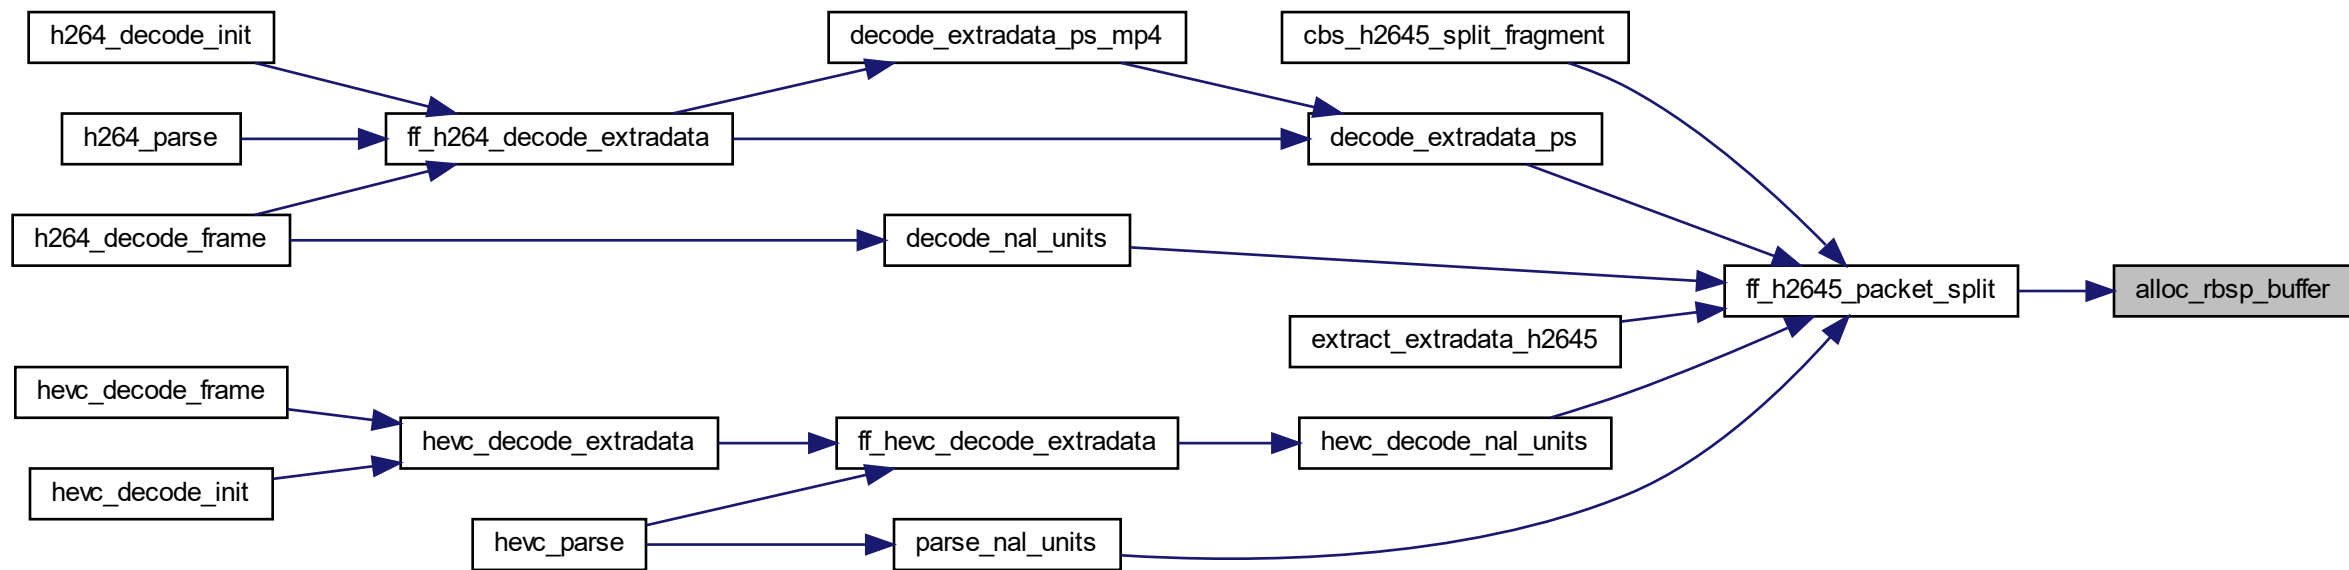 h264_decode_init
decode_extradata_ps_mp4
cbs_h2645_split_fragment
h264_parse
ff_h264_decode_extradata
decode_extradata_ps
h264_decode_frame
decode_nal_units
ff_h2645_packet_split
alloc_rbsp_buffer
extract_extradata_h2645
hevc_decode_frame
hevc_decode_extradata
ff_hevc_decode_extradata
hevc_decode_nal_units
hevc_decode_init
hevc_parse
parse_nal_units